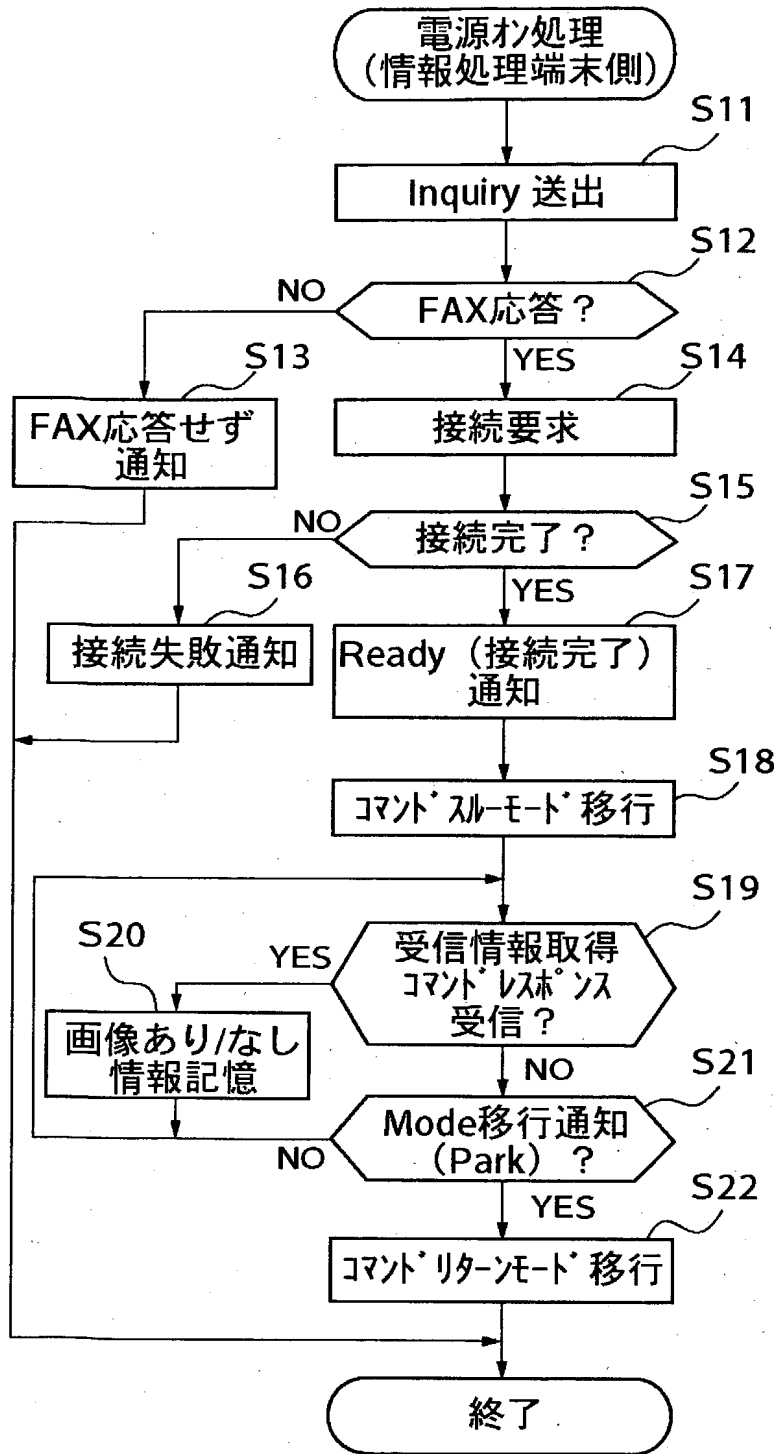 電源ｵﾝ処理
（情報処理端末側）
S11
Inquiry 送出
S12
FAX応答？
NO
YES
S13
FAX応答せず
通知
S14
接続要求
S15
接続完了？
NO
YES
S16
接続失敗通知
S17
Ready（接続完了）
通知
S18
ｺﾏﾝﾄﾞｽﾙｰﾓｰﾄﾞ移行
S19
受信情報取得
ｺﾏﾝﾄﾞﾚｽﾎﾟﾝｽ
受信？
YES
NO
S20
画像あり/なし
情報記憶
S21
Mode移行通知
（Park）？
NO
YES
S22
ｺﾏﾝﾄﾞﾘﾀｰﾝﾓｰﾄﾞ移行
終了